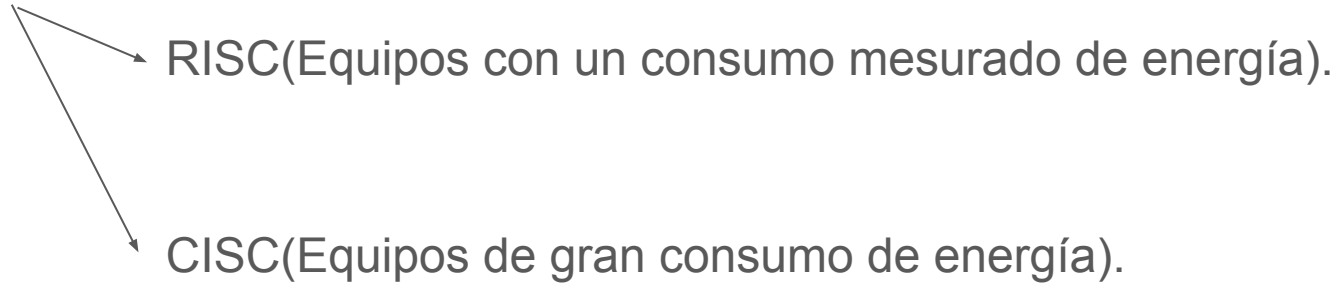 RISC(Equipos con un consumo mesurado de energía).
CISC(Equipos de gran consumo de energía).